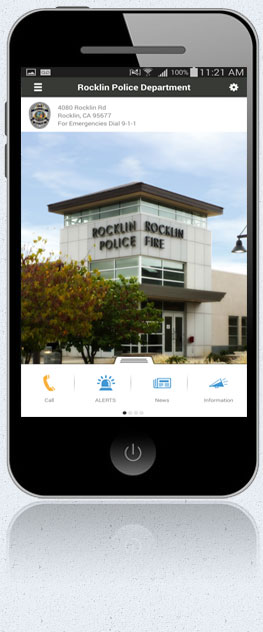 100% 11:21 AM
Rocklin Police Department
4080 Rocklin Rd
Rocklin, CA 95677
For Emergencies Dial 9-1-1
ROCKLIN ROCKLIN
POLICE FIRE
Call ALERTS News Information